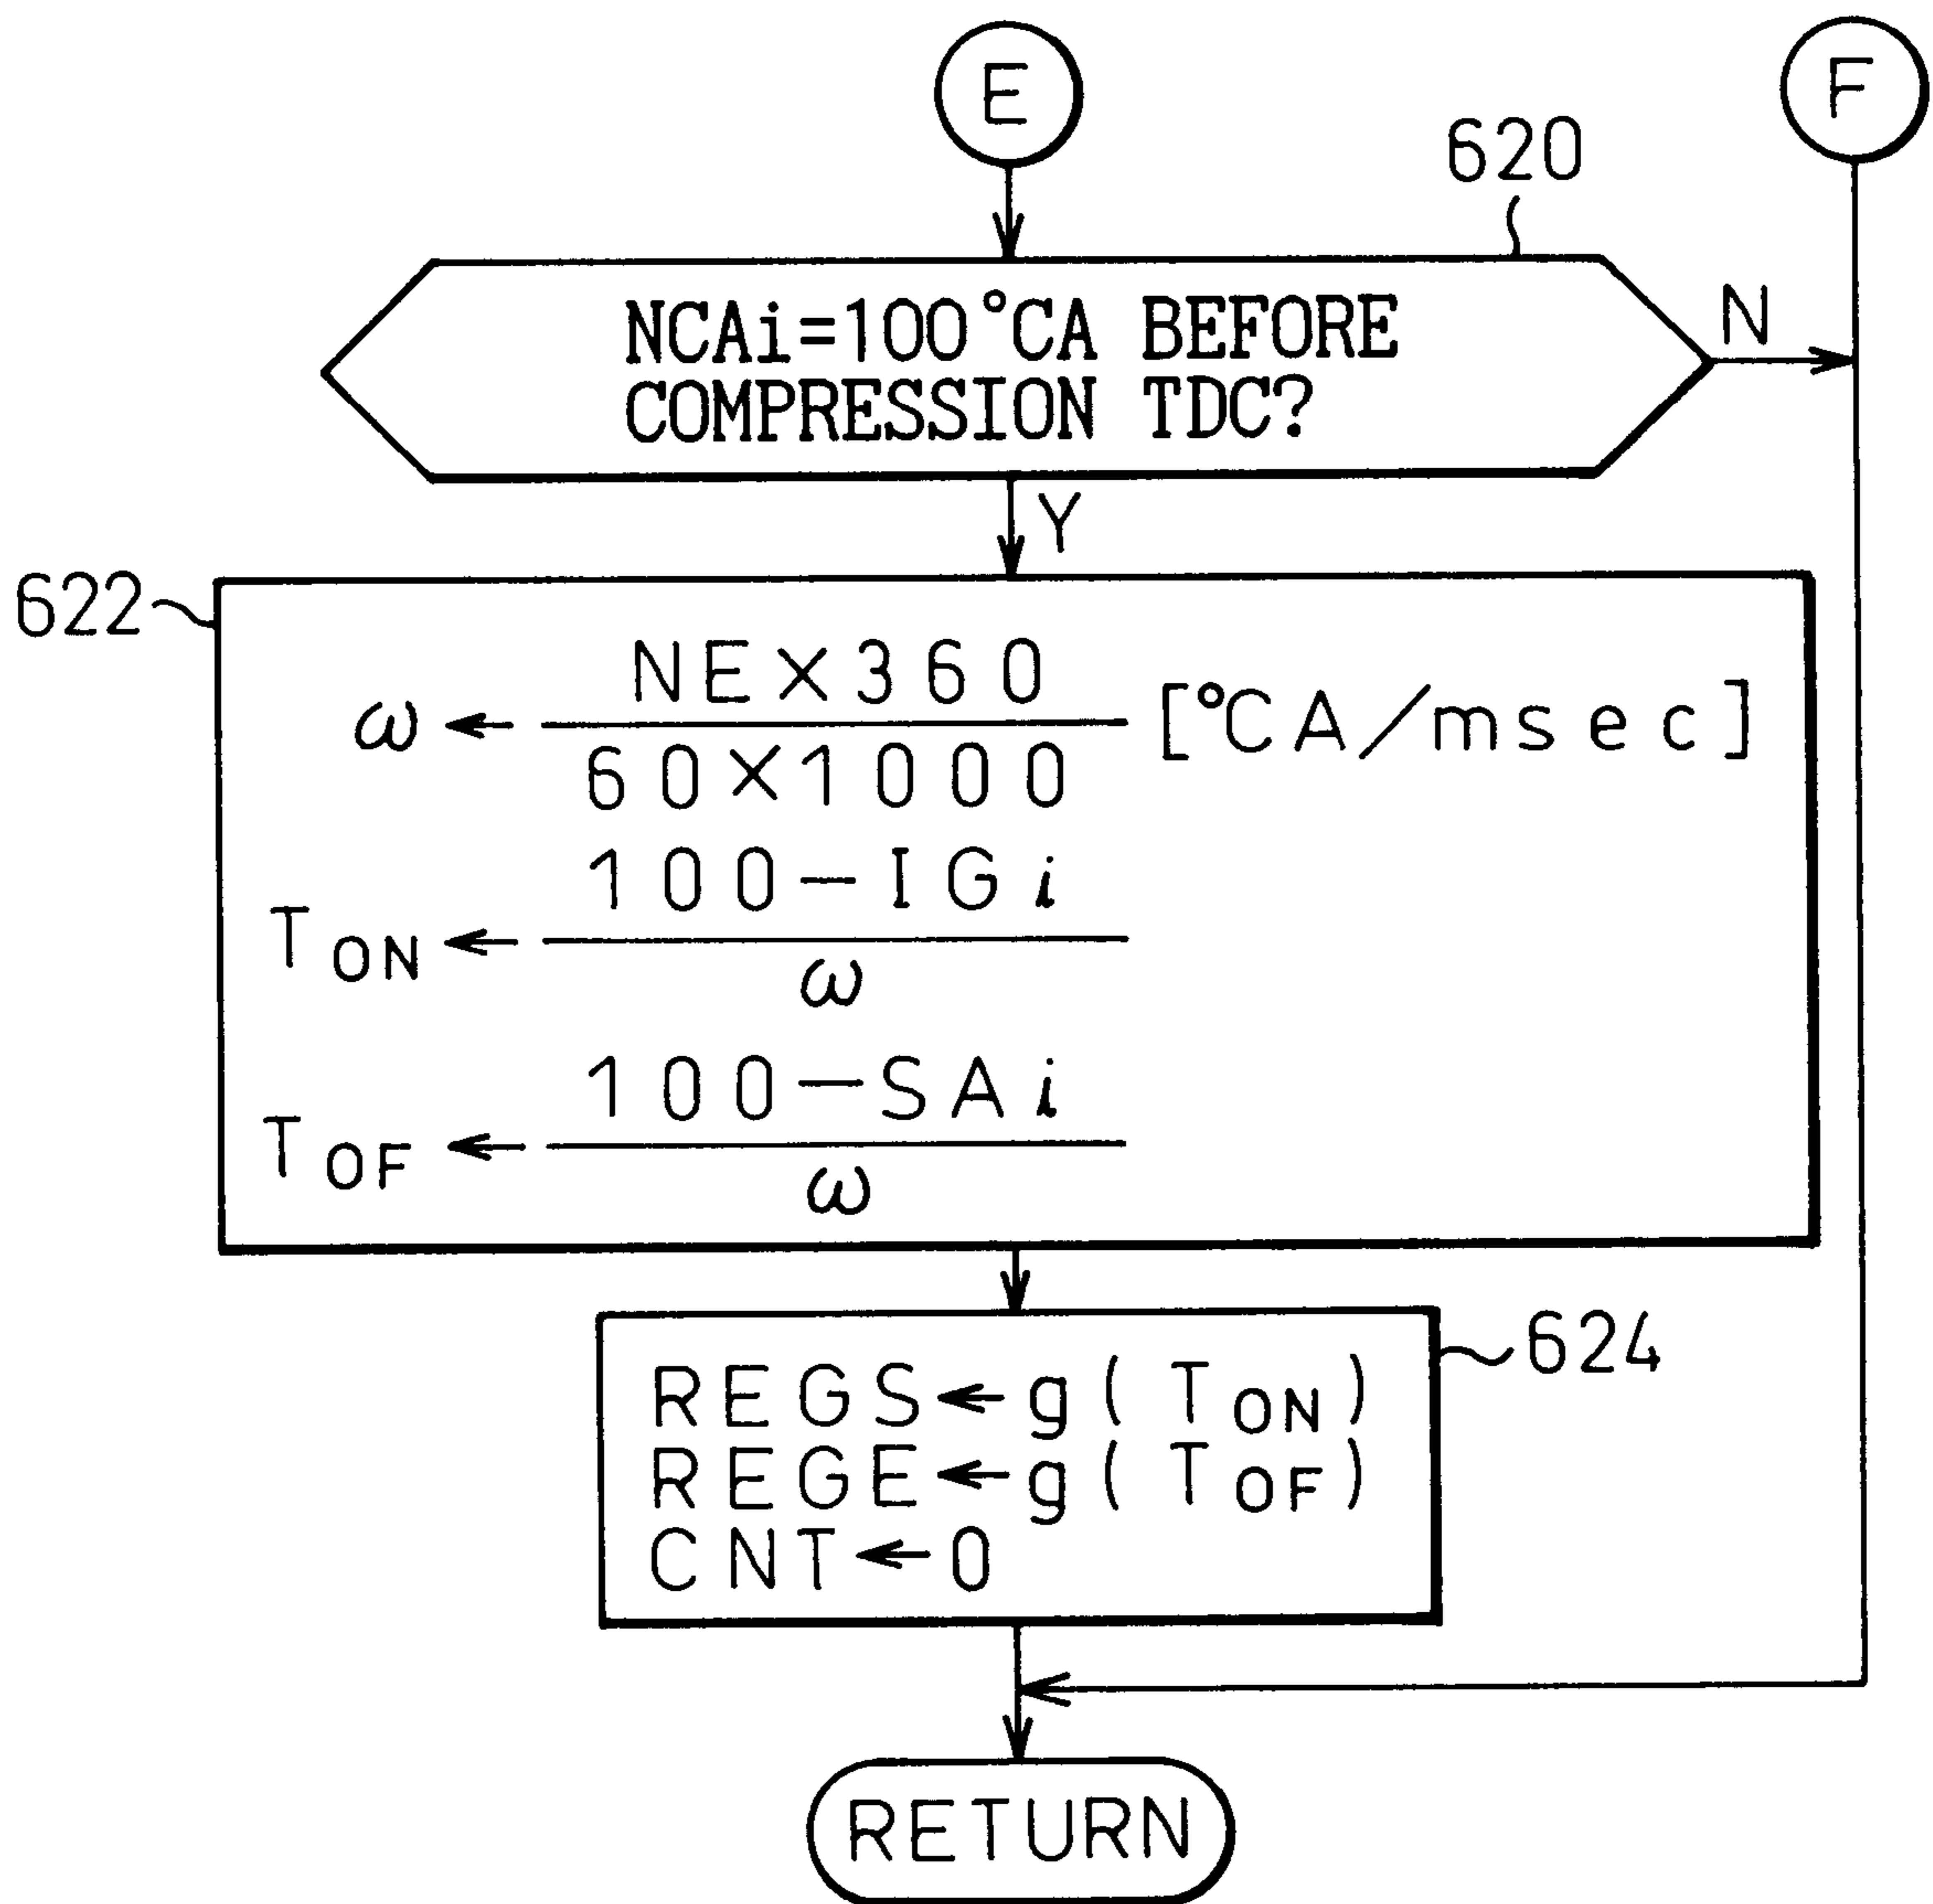 E
F
620
NCAi=100°CA BEFORE
COMPRESSION TDC?
N
Y
622
ω ← NE×360 / 60×1000 [°CA/msec]
TON ← 100−IGi / ω
TOF ← 100−SAi / ω
624
REGS←g(TON)
REGE←g(TOF)
CNT←0
RETURN